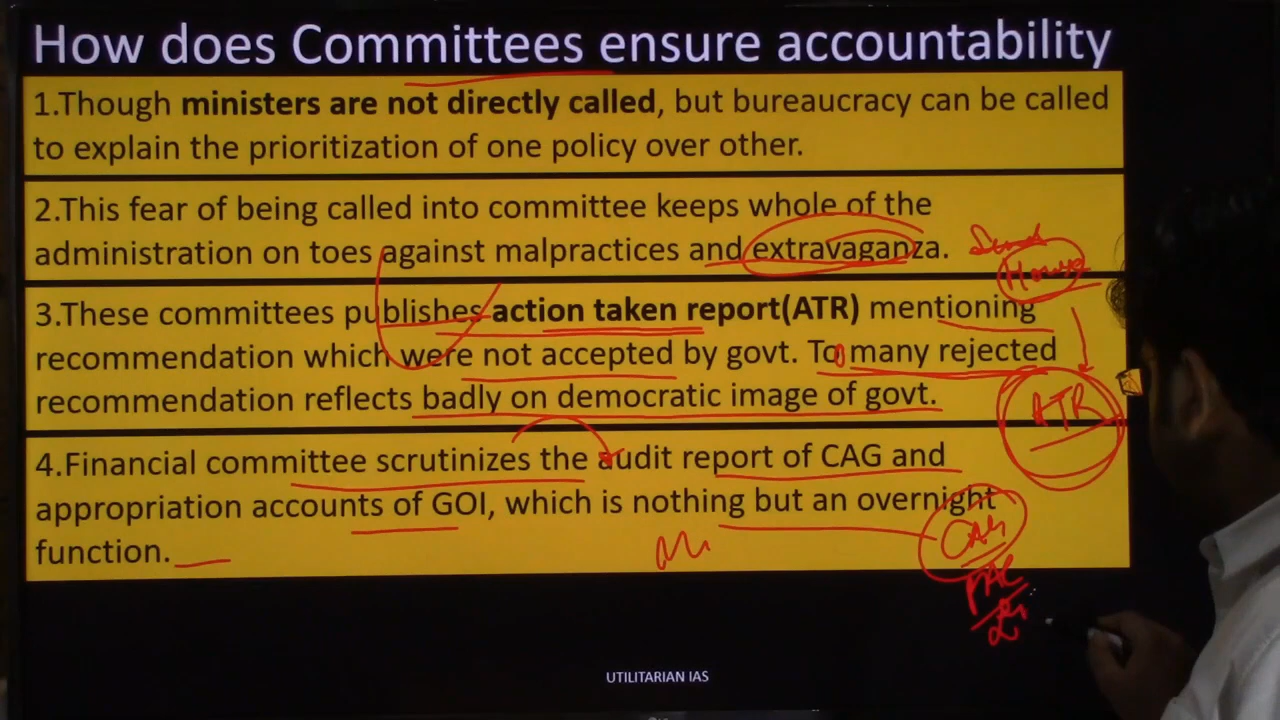 How does Committees ensure accountability
1.Though ministers are not directly called, but bureaucracy can be called
to explain the prioritization of one policy over other.
2.This fear of being called into committee keeps whole of the
administration on toes against malpractices and extravaganza.
House
3.These committees publishes action taken report(ATR) mentioning
recommendation which were not accepted by govt. To many rejected
recommendation reflects badly on democratic image of govt.
ATR
4.Financial committee scrutinizes the audit report of CAG and
appropriation accounts of GOI, which is nothing but an overnight
function.
CAG
PAC
UTILITARIAN IAS